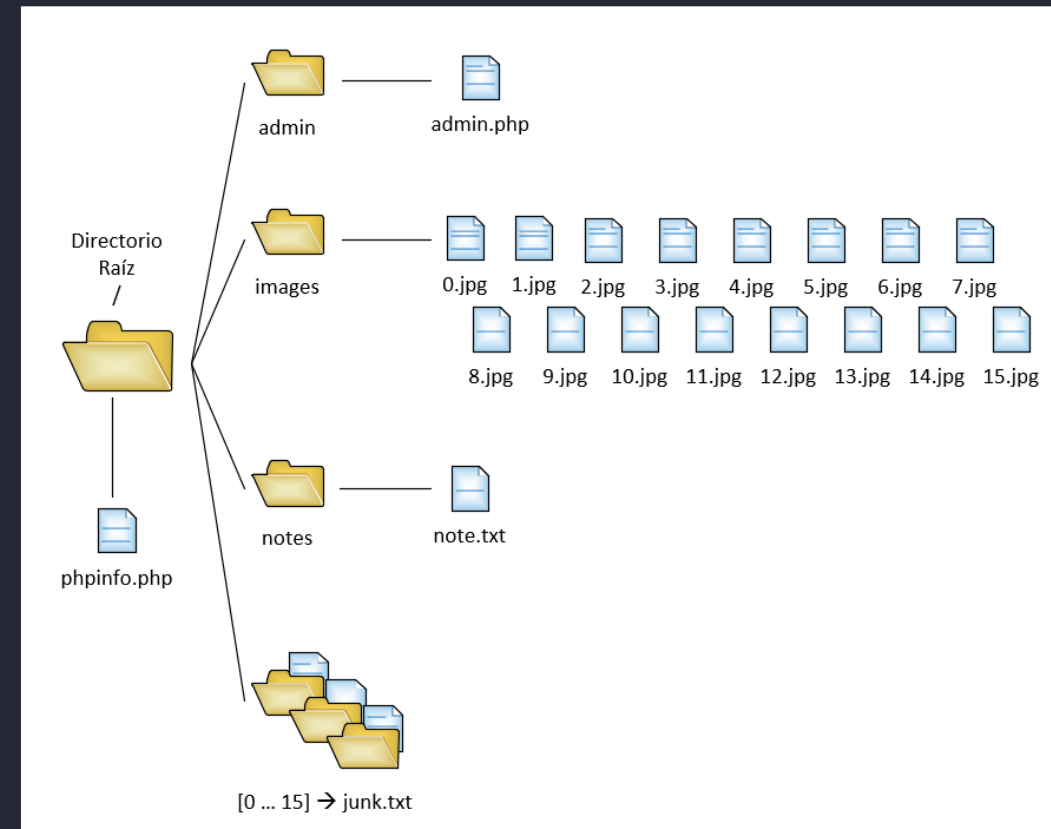 admin
admin.php
Directorio
Raíz
images
0.jpg 1.jpg 2.jpg 3.jpg 4.jpg 5.jpg 6.jpg 7.jpg
8.jpg 9.jpg 10.jpg 11.jpg 12.jpg 13.jpg 14.jpg 15.jpg
notes
note.txt
phpinfo.php
[0 ... 15] → junk.txt